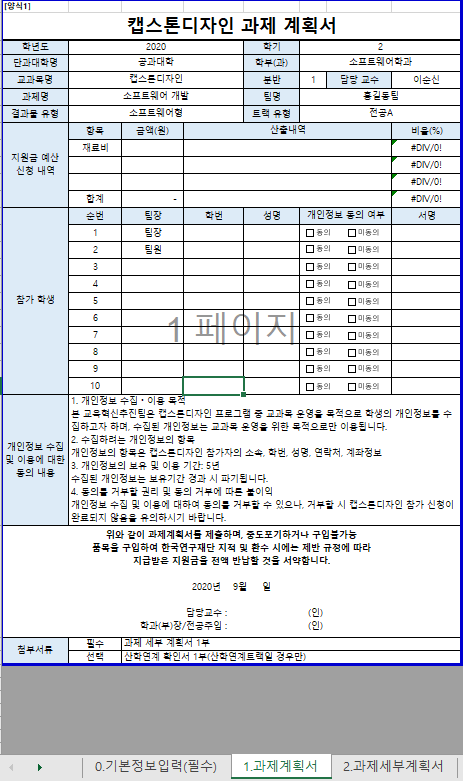 [양식1]
캡스톤디자인 과제 계획서
학년도 2020 학기 2
단과대학명 공과대학 학부(과) 소프트웨어학과
교과목명 캡스톤디자인 분반 1 담당 교수 이순신
과제명 소프트웨어 개발 팀명 홍길동팀
결과물 유형 소프트웨어형 트랙 유형 전공A
지원금 예산
신청 내역
항목 금액(원) 산출내역 비율(%)
재료비 #DIV/0!
#DIV/0!
#DIV/0!
합계 - #DIV/0!
참가 학생
순번 팀장 학번 성명 개인정보 동의 여부 서명
1 팀장 동의 미동의
2 팀원 동의 미동의
3 동의 미동의
4 동의 미동의
5 동의 미동의
6 동의 미동의
7 동의 미동의
8 동의 미동의
9 동의 미동의
10 동의 미동의
1 페이지
개인정보 수집
및 이용에 대한
동의 내용
1. 개인정보 수집・이용 목적
본 교육혁신추진팀은 캡스톤디자인 프로그램 중 교과목 운영을 목적으로 학생의 개인정보를 수
집하고자 하며, 수집된 개인정보는 교과목 운영을 위한 목적으로만 이용됩니다.
2. 수집하려는 개인정보의 항목
개인정보의 항목은 캡스톤디자인 참가자의 소속, 학번, 성명, 연락처, 계좌정보
3. 개인정보의 보유 및 이용 기간: 5년
수집된 개인정보는 보유기간 경과 시 파기됩니다.
4. 동의를 거부할 권리 및 동의 거부에 따른 불이익
개인정보 수집 및 이용에 대하여 동의를 거부할 수 있으나, 거부할 시 캡스톤디자인 참가 신청이
완료되지 않음을 유의하시기 바랍니다.
위와 같이 과제계획서를 제출하며, 중도포기하거나 구입불가능
품목을 구입하여 한국연구재단 지적 및 환수 시에는 제반 규정에 따라
지급받은 지원금을 전액 반납할 것을 서약합니다.
2020년 9월 일
담당교수 : (인)
학과(부)장/전공주임 : (인)
첨부서류
필수 과제 세부 계획서 1부
선택 산학연계 확인서 1부(산학연계트랙일 경우만)
0.기본정보입력(필수) 1.과제계획서 2.과제세부계획서